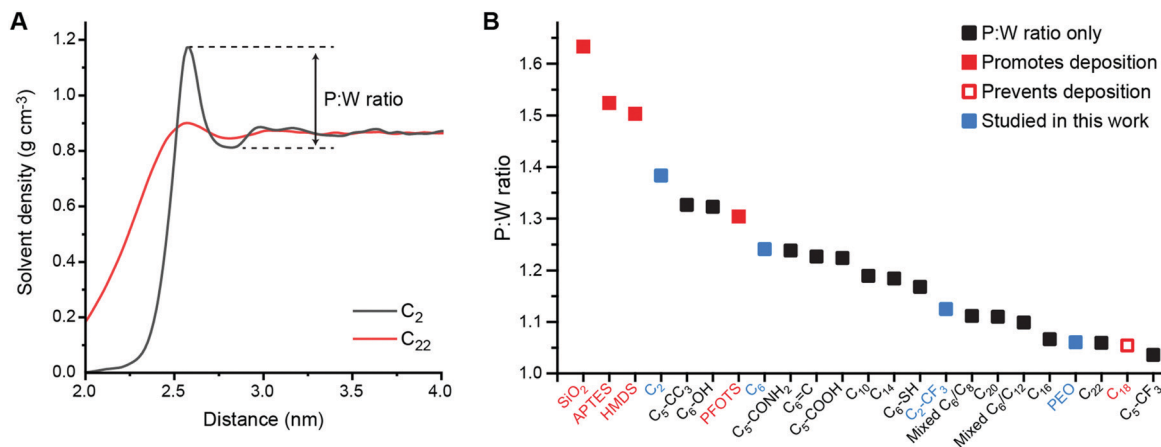 A
Solvent density (g cm⁻³)
1.2
1.0
0.8
0.6
0.4
0.2
0.0
P:W ratio
C₂
C₂₂
2.0 2.5 3.0 3.5 4.0
Distance (nm)
B
P:W ratio
1.6
1.5
1.4
1.3
1.2
1.1
1.0
P:W ratio only
Promotes deposition
Prevents deposition
Studied in this work
SiO₂
APTES
HMDS
C₂
C₅-CC₃
C₆-OH
PFOTS
C₆
C₅-CONH₂
C₆=C
C₅-COOH
C₁₀
C₁₄
C₆-SH
C₂-CF₃
Mixed C₆/C₈
C₂₀
Mixed C₆/C₁₂
C₁₆
PEO
C₂₂
C₁₈
C₅-CF₃